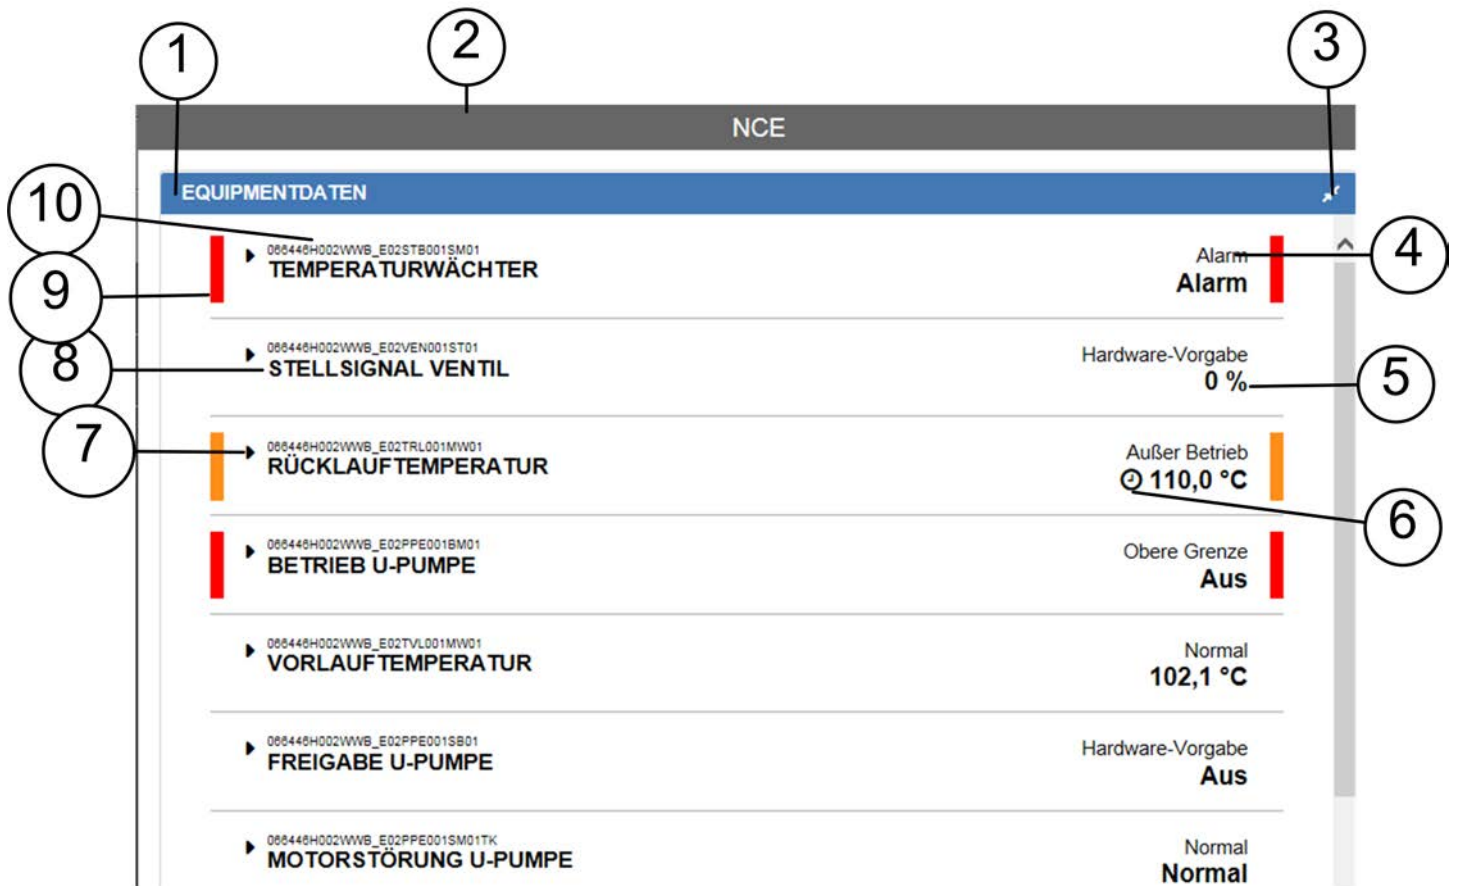 1
2
3
NCE
EQUIPMENTDATEN
10
066446H002WWB_E02STB001SM01
TEMPERATURWÄCHTER
Alarm
Alarm
4
9
066446H002WWB_E02VEN001ST01
STELLSIGNAL VENTIL
Hardware-Vorgabe
0 %
5
8
7
066446H002WWB_E02TRL001MW01
RÜCKLAUFTEMPERATUR
Außer Betrieb
110,0 °C
6
066446H002WWB_E02PPE001BM01
BETRIEB U-PUMPE
Obere Grenze
Aus
066446H002WWB_E02TVL001MW01
VORLAUFTEMPERATUR
Normal
102,1 °C
066446H002WWB_E02PPE001SB01
FREIGABE U-PUMPE
Hardware-Vorgabe
Aus
066446H002WWB_E02PPE001SM01TK
MOTORSTÖRUNG U-PUMPE
Normal
Normal